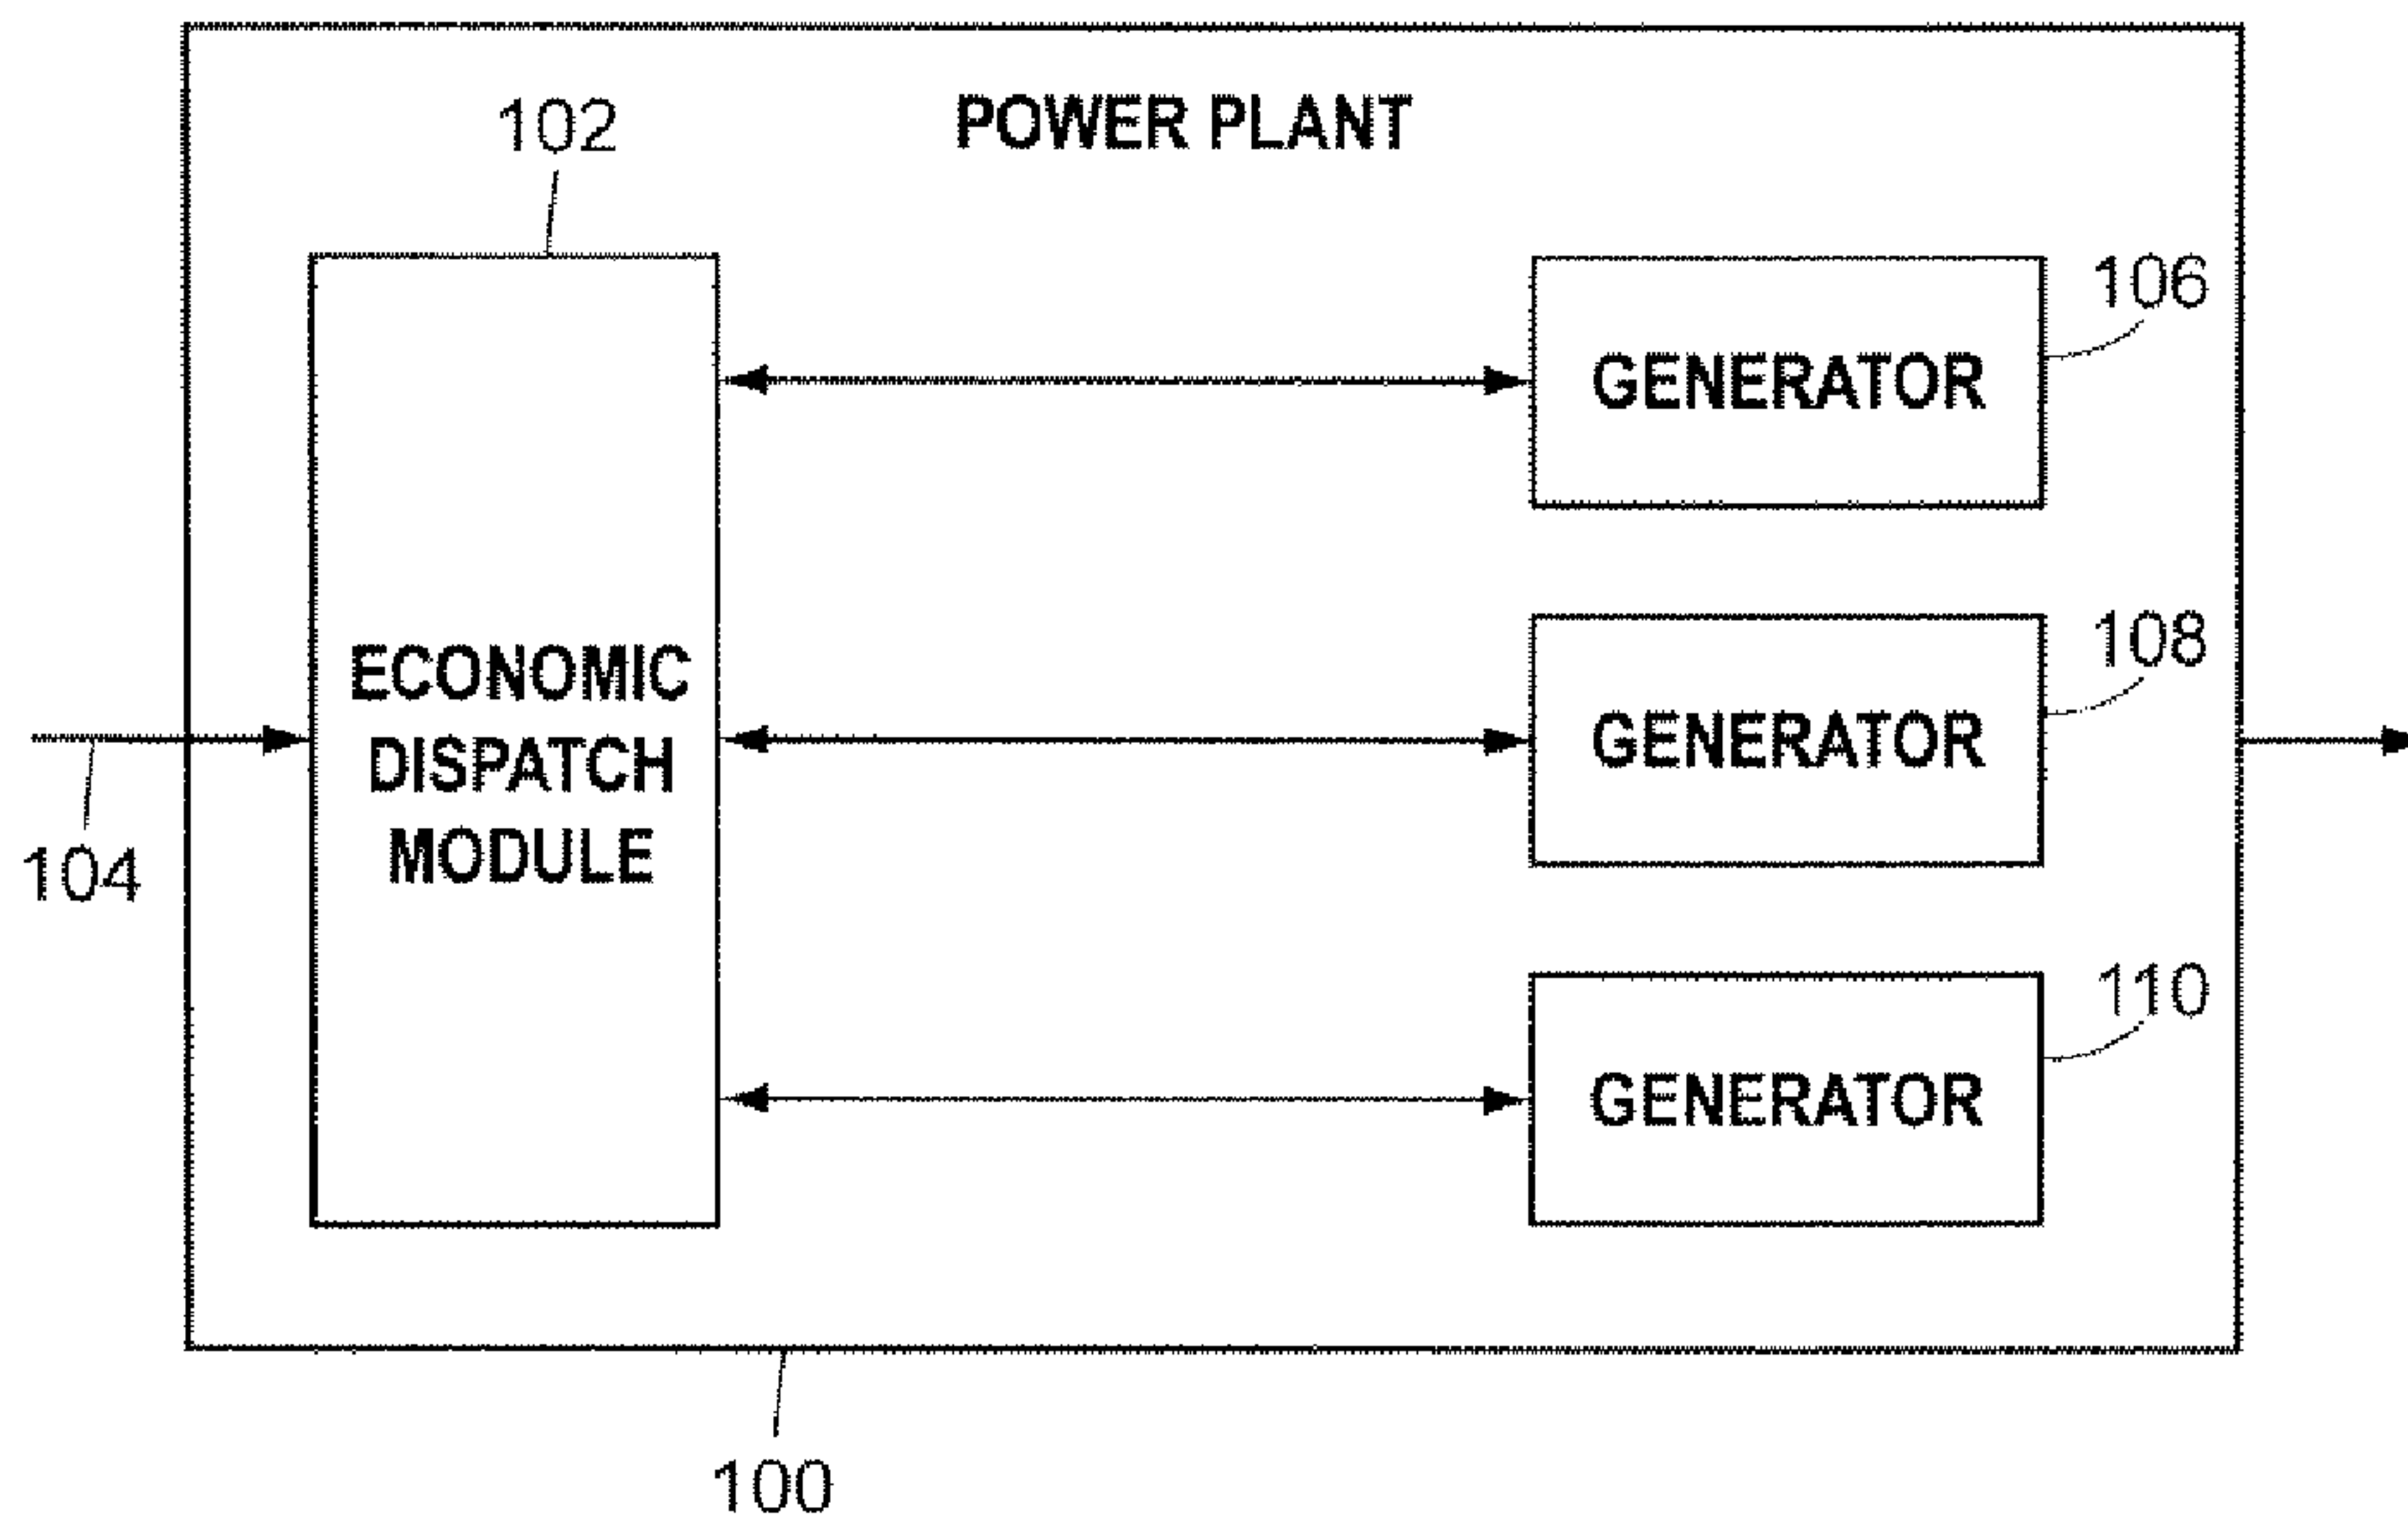 POWER PLANT
102
106
GENERATOR
108
GENERATOR
ECONOMIC
DISPATCH
MODULE
104
110
GENERATOR
100